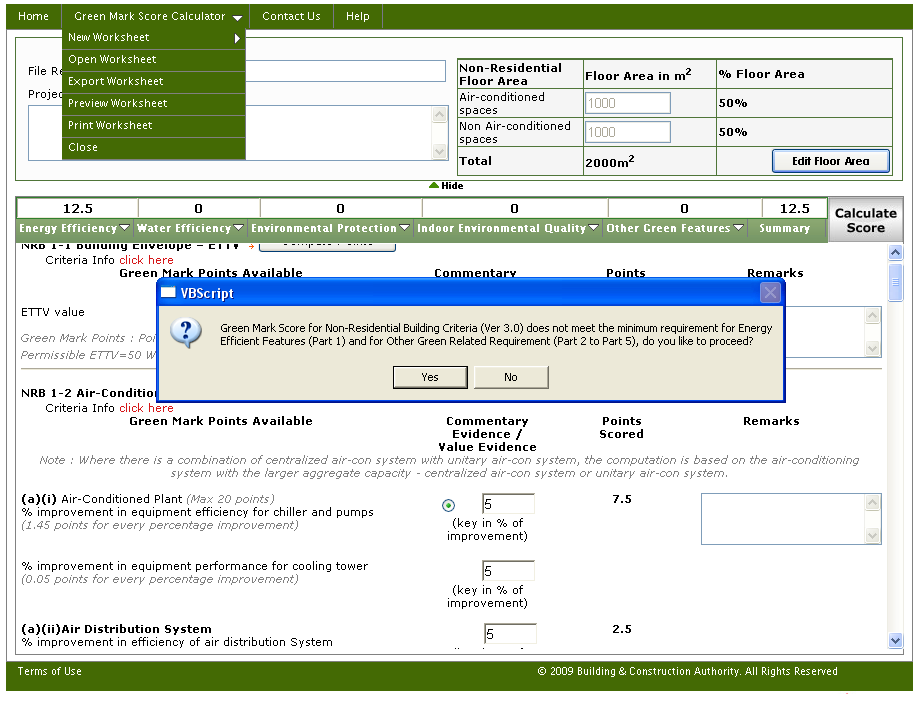 Home Green Mark Score Calculator Contact Us Help
New Worksheet
Open Worksheet
Export Worksheet
Preview Worksheet
Print Worksheet
Close
File Re
Projec
Non-Residential Floor Area Floor Area in m² % Floor Area
Air-conditioned spaces 1000 50%
Non Air-conditioned spaces 1000 50%
Total 2000m² Edit Floor Area
Hide
12.5 0 0 0 0 12.5 Calculate Score
Energy Efficiency Water Efficiency Environmental Protection Indoor Environmental Quality Other Green Features Summary
NRB 1-1 Building Envelope - ETTV
Criteria Info click here
Green Mark Points Available Commentary Points Remarks
VBScript
Green Mark Score for Non-Residential Building Criteria (Ver 3.0) does not meet the minimum requirement for Energy
Efficient Features (Part 1) and for Other Green Related Requirement (Part 2 to Part 5), do you like to proceed?
Yes No
ETTV value
Green Mark Points : Poi
Permissible ETTV=50 W
NRB 1-2 Air-Conditio
Criteria Info click here
Green Mark Points Available Commentary Points Remarks
Evidence / Scored
Value Evidence
Note : Where there is a combination of centralized air-con system with unitary air-con system, the computation is based on the air-conditioning
system with the larger aggregate capacity - centralized air-con system or unitary air-con system.
(a)(i) Air-Conditioned Plant (Max 20 points) 5 7.5
% improvement in equipment efficiency for chiller and pumps
(1.45 points for every percentage improvement)
(key in % of
improvement)
% improvement in equipment performance for cooling tower 5
(0.05 points for every percentage improvement)
(key in % of
improvement)
(a)(ii)Air Distribution System 5 2.5
% improvement in efficiency of air distribution System
Terms of Use © 2009 Building & Construction Authority. All Rights Reserved